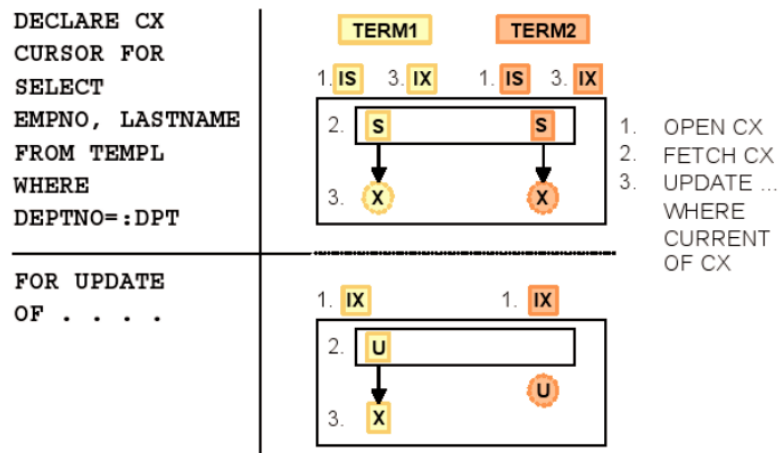 DECLARE CX
CURSOR FOR
SELECT
EMPNO, LASTNAME
FROM TEMPL
WHERE
DEPTNO=:DPT
FOR UPDATE
OF . . . .
TERM1 TERM2
1. IS 3. IX 1. IS 3. IX
2. S S
3. X X
1. IX 1. IX
2. U
U
3. X
1. OPEN CX
2. FETCH CX
3. UPDATE ...
WHERE
CURRENT
OF CX